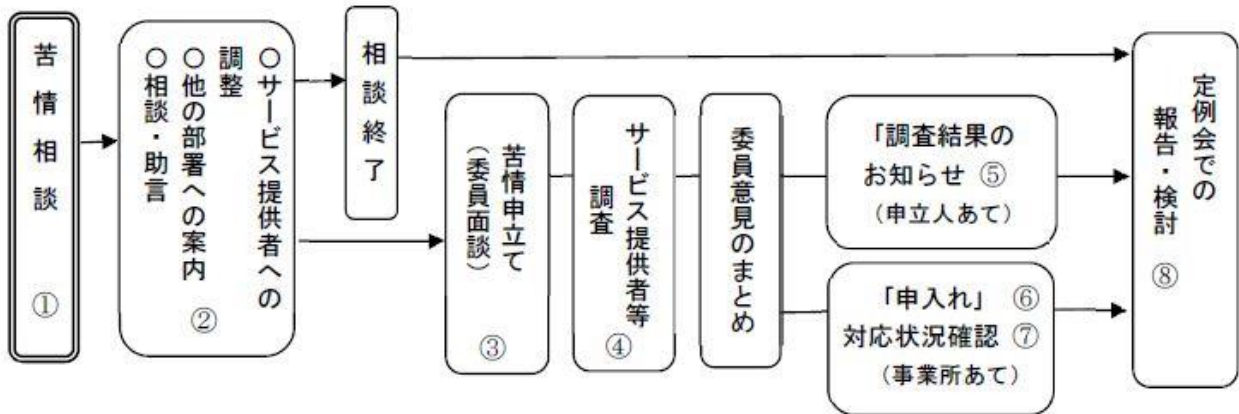 苦情相談 ①
○サービス提供者への
調整
○他の部署への案内
○相談・助言
②
相談終了
苦情申立て
（委員面談）
③
サービス提供者等
調査
④
委員意見のまとめ
「調査結果の
お知らせ ⑤
（申立人あて）
「申入れ」 ⑥
対応状況確認 ⑦
（事業所あて）
定例会での
報告・検討 ⑧